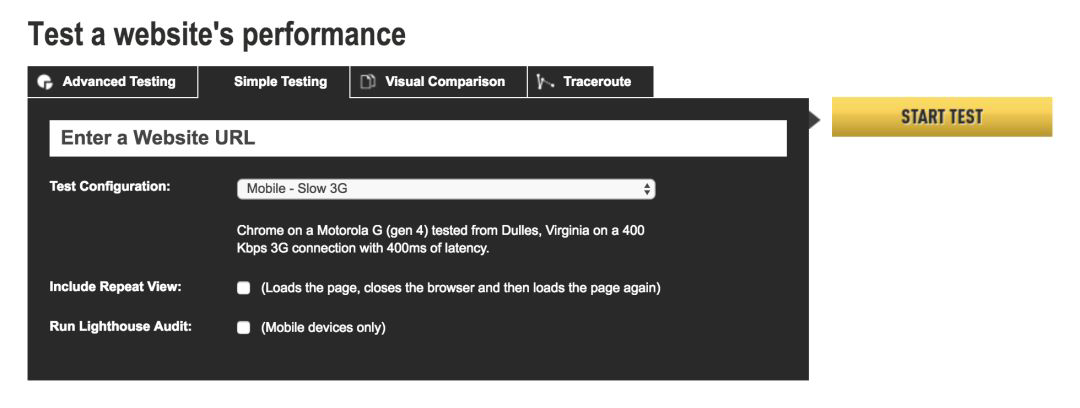 Test a website's performance
Advanced Testing
Simple Testing
Visual Comparison
Traceroute
START TEST
Enter a Website URL
Test Configuration:
Mobile - Slow 3G
Chrome on a Motorola G (gen 4) tested from Dulles, Virginia on a 400
Kbps 3G connection with 400ms of latency.
Include Repeat View:
(Loads the page, closes the browser and then loads the page again)
Run Lighthouse Audit:
(Mobile devices only)